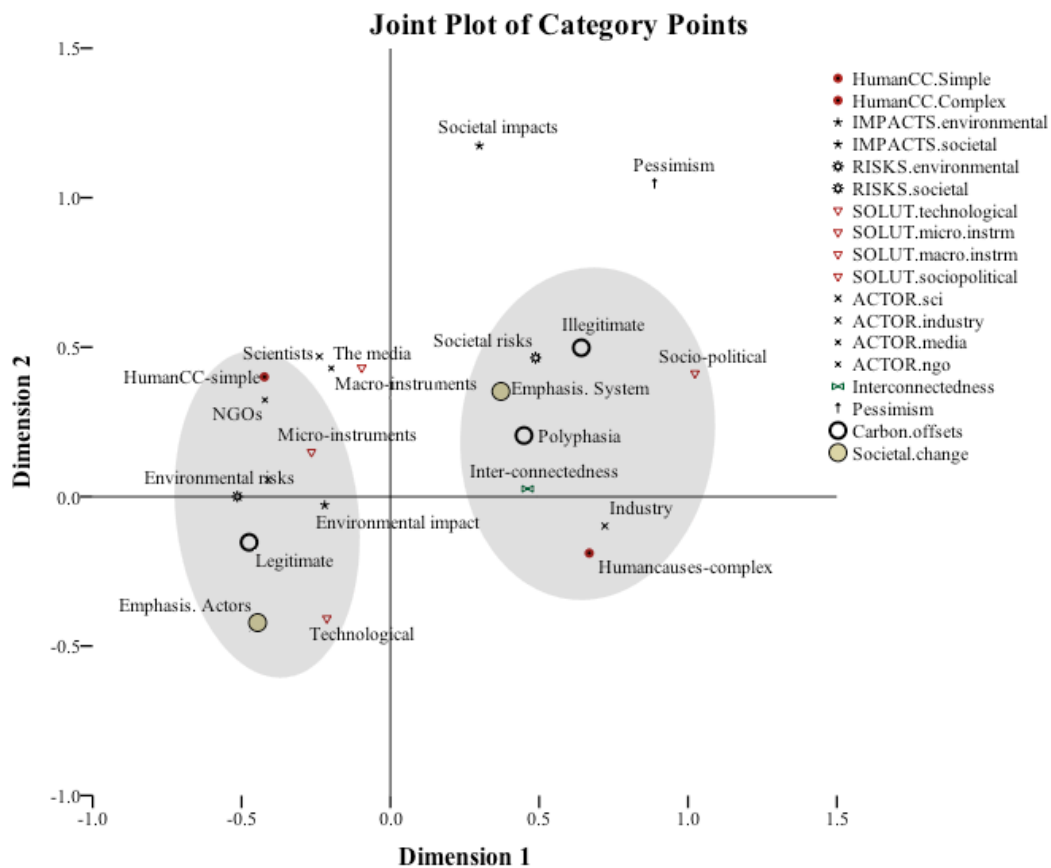 Joint Plot of Category Points
1.5
1.0
0.5
0.0
-0.5
-1.0
-1.0
-0.5
0.0
0.5
1.0
1.5
Dimension 2
Dimension 1
Societal impacts
Pessimism
Illegitimate
Societal risks
Socio-political
Scientists
The media
HumanCC-simple
Macro-instruments
Emphasis. System
NGOs
Micro-instruments
Polyphasia
Environmental risks
Inter-connectedness
Environmental impact
Industry
Legitimate
Humancauses-complex
Emphasis. Actors
Technological
HumanCC.Simple
HumanCC.Complex
IMPACTS.environmental
IMPACTS.societal
RISKS.environmental
RISKS.societal
SOLUT.technological
SOLUT.micro.instrm
SOLUT.macro.instrm
SOLUT.sociopolitical
ACTOR.sci
ACTOR.industry
ACTOR.media
ACTOR.ngo
Interconnectedness
Pessimism
Carbon.offsets
Societal.change